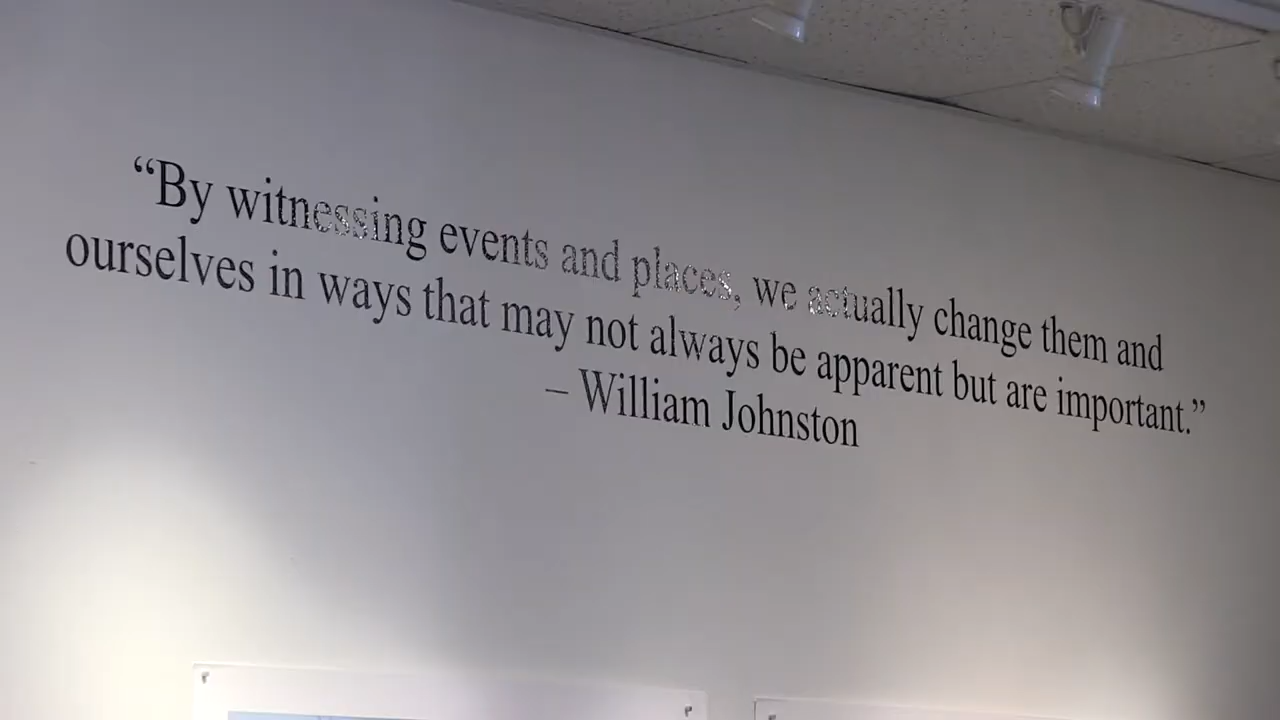 “By witnessing events and places, we actually change them and
ourselves in ways that may not always be apparent but are important.”
– William Johnston